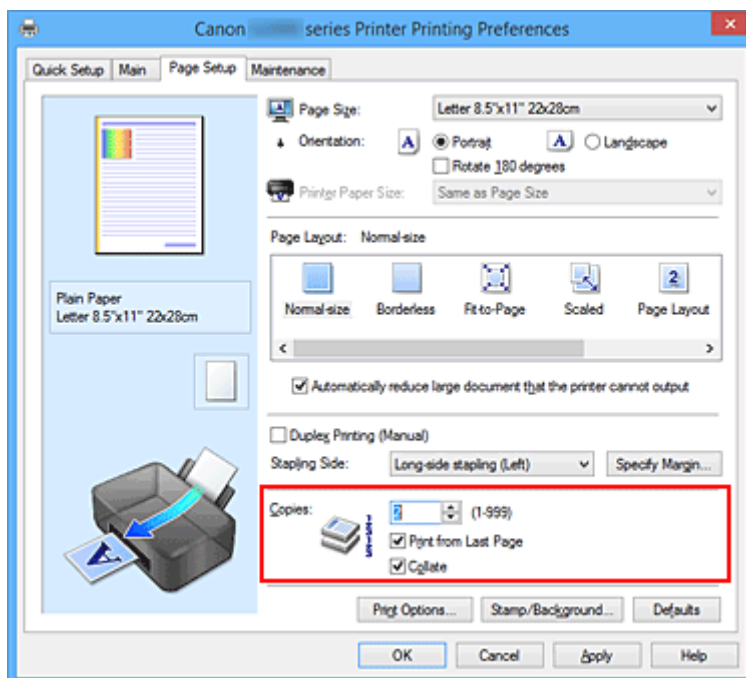 Canon series Printer Printing Preferences
Quick Setup Main Page Setup Maintenance
Page Size: Letter 8.5"x11" 22x28cm
Orientation: A Portrait A Landscape
Rotate 180 degrees
Printer Paper Size: Same as Page Size
Page Layout: Normal-size
2
Normal-size Borderless Fit-to-Page Scaled Page Layout
Plain Paper
Letter 8.5"x11" 22x28cm
Automatically reduce large document that the printer cannot output
Duplex Printing (Manual)
Stapling Side: Long-side stapling (Left) Specify Margin...
Copies: 2 (1-999)
Print from Last Page
Collate
A
Print Options... Stamp/Background... Defaults
OK Cancel Apply Help